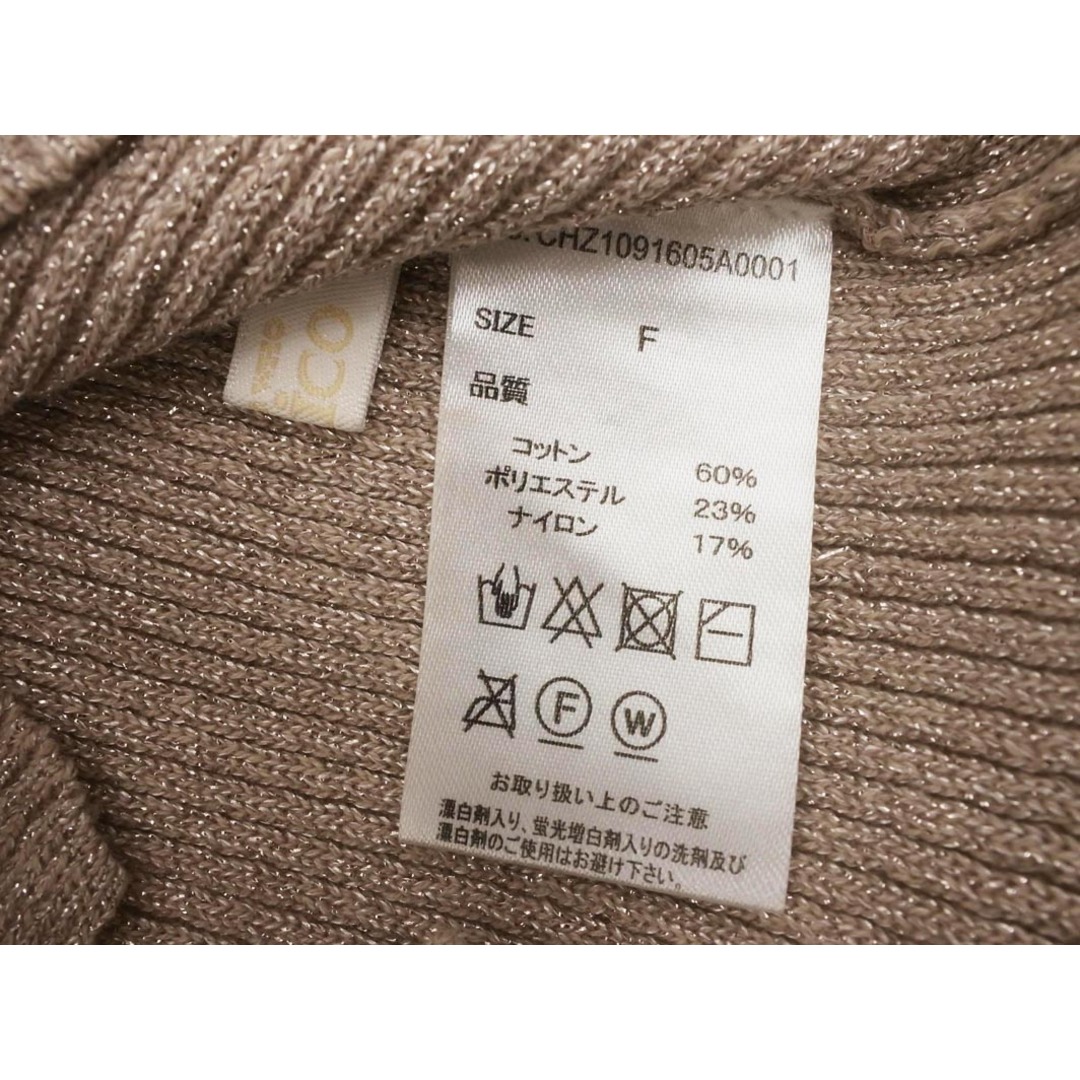 CHZ1091605A0001
SIZE F
品質
コットン 60%
ポリエステル 23%
ナイロン 17%
F W
お取り扱い上のご注意
漂白剤入り、蛍光増白剤入りの洗剤及び
漂白剤のご使用はお避け下さい。